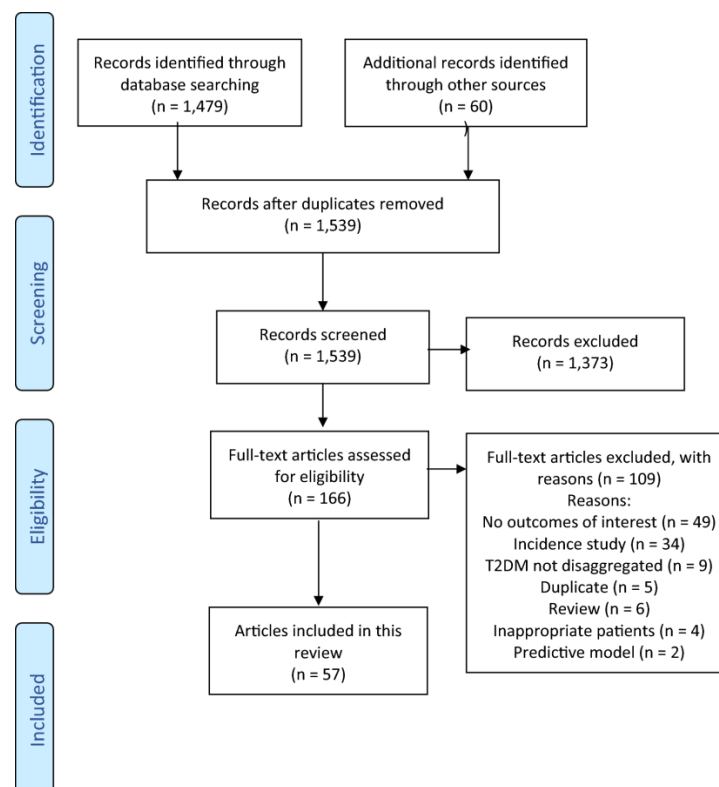 Identification
Records identified through
database searching
(n = 1,479)
Additional records identified
through other sources
(n = 60)
)
Records after duplicates removed
(n = 1,539)
Screening
Records screened
(n = 1,539)
Records excluded
(n = 1,373)
Eligibility
Full-text articles assessed
for eligibility
(n = 166)
Full-text articles excluded, with
reasons (n = 109)
Reasons:
No outcomes of interest (n = 49)
Incidence study (n = 34)
T2DM not disaggregated (n = 9)
Duplicate (n = 5)
Review (n = 6)
Inappropriate patients (n = 4)
Predictive model (n = 2)
Included
Articles included in this
review
(n = 57)